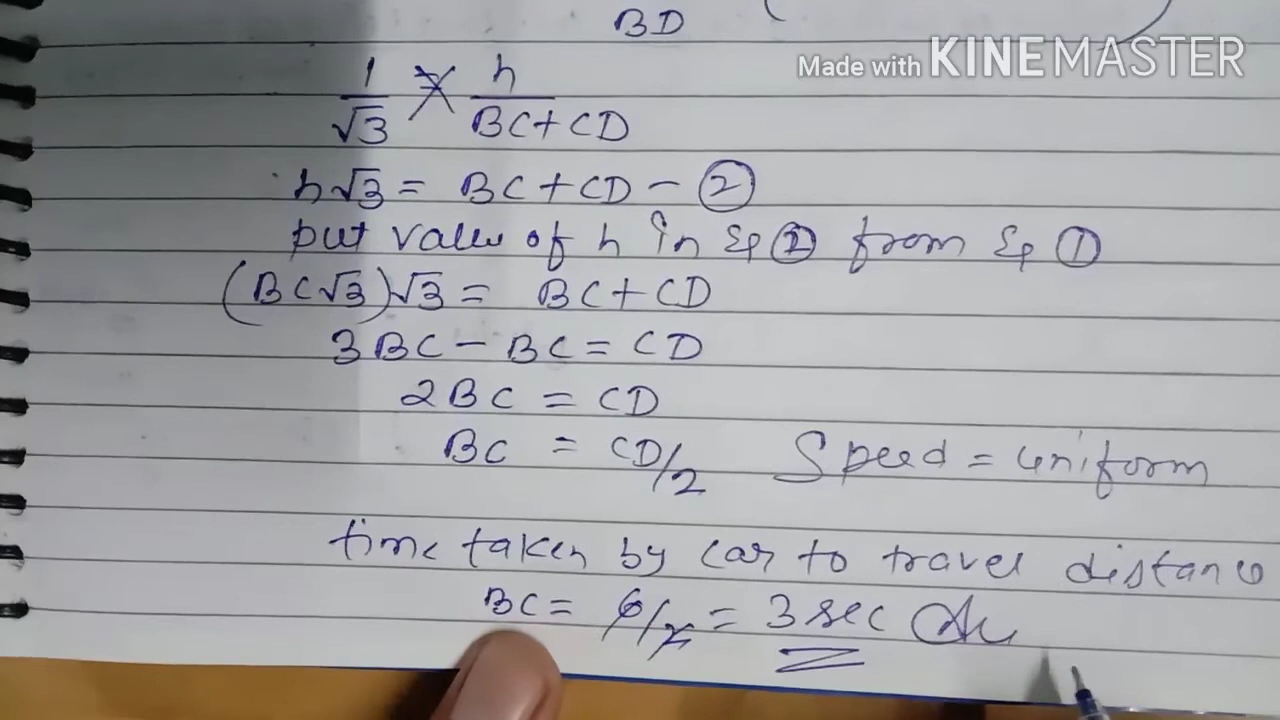 BD
Made with KINEMASTER
1/√3 = h/BC+CD
h√3 = BC+CD - ②
put value of h in Eq ② from Eq ①
(BC√3)√3 = BC+CD
3BC - BC = CD
2BC = CD
BC = CD/2 Speed = uniform
time taken by car to travel distance
BC = 6/2 = 3 sec